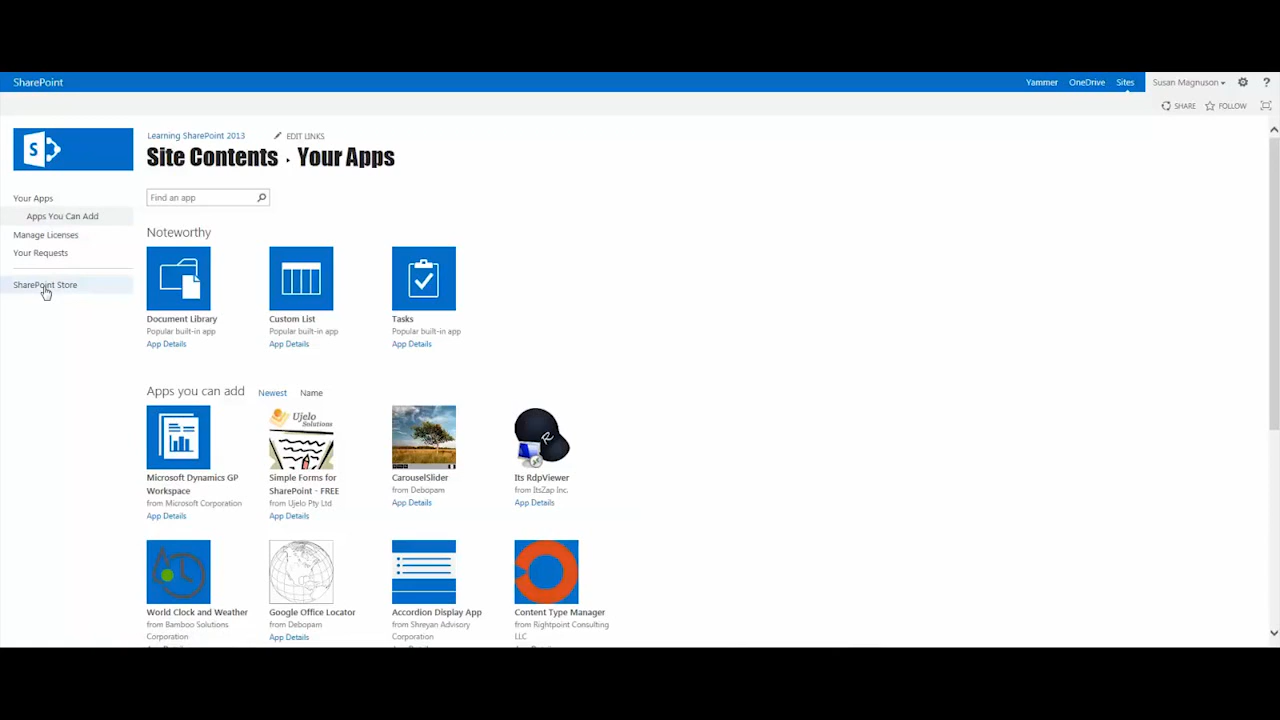 SharePoint
Yammer OneDrive Sites Susan Magnuson ?
SHARE FOLLOW
S
Learning SharePoint 2013 EDIT LINKS
Site Contents Your Apps
Find an app
Your Apps
Apps You Can Add
Manage Licenses
Your Requests
SharePoint Store
Noteworthy
Document Library
Popular built-in app
App Details
Custom List
Popular built-in app
App Details
Tasks
Popular built-in app
App Details
Apps you can add Newest Name
Microsoft Dynamics GP
Workspace
from Microsoft Corporation
App Details
Ujelo
Solutions
Simple Forms for
SharePoint - FREE
from Ujelo Pty Ltd
App Details
CarouselSlider
from Debopam
App Details
R
Its RdpViewer
from ItsZap Inc.
App Details
World Clock and Weather
from Bamboo Solutions
Corporation
Google Office Locator
from Debopam
App Details
Accordion Display App
from Shreyan Advisory
Corporation
Content Type Manager
from Rightpoint Consulting
LLC